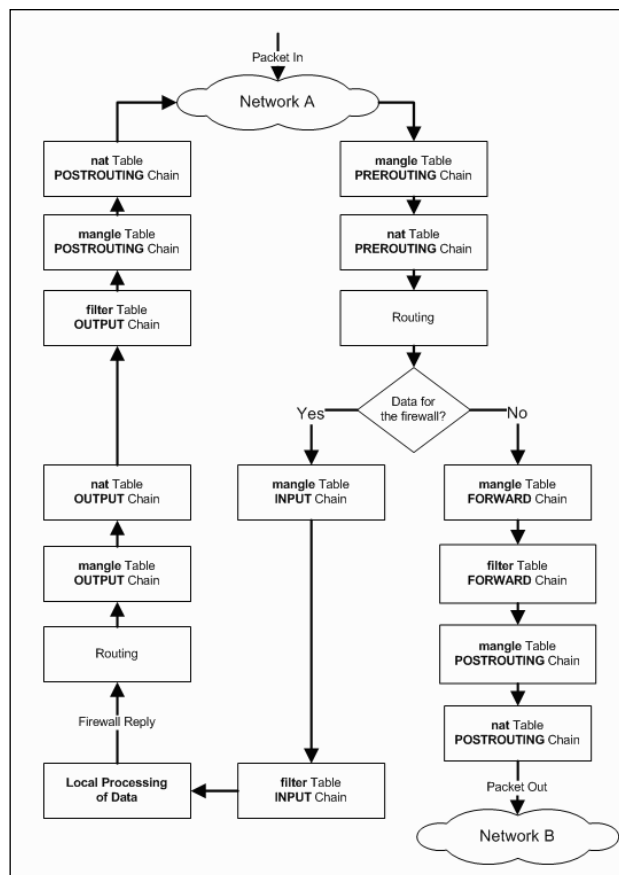 Packet In
Network A
mangle Table
PREROUTING Chain
nat Table
PREROUTING Chain
Routing
Data for
the firewall?
Yes
No
mangle Table
INPUT Chain
filter Table
INPUT Chain
Local Processing
of Data
Firewall Reply
Routing
mangle Table
OUTPUT Chain
nat Table
OUTPUT Chain
filter Table
OUTPUT Chain
mangle Table
POSTROUTING Chain
nat Table
POSTROUTING Chain
mangle Table
FORWARD Chain
filter Table
FORWARD Chain
mangle Table
POSTROUTING Chain
nat Table
POSTROUTING Chain
Packet Out
Network B